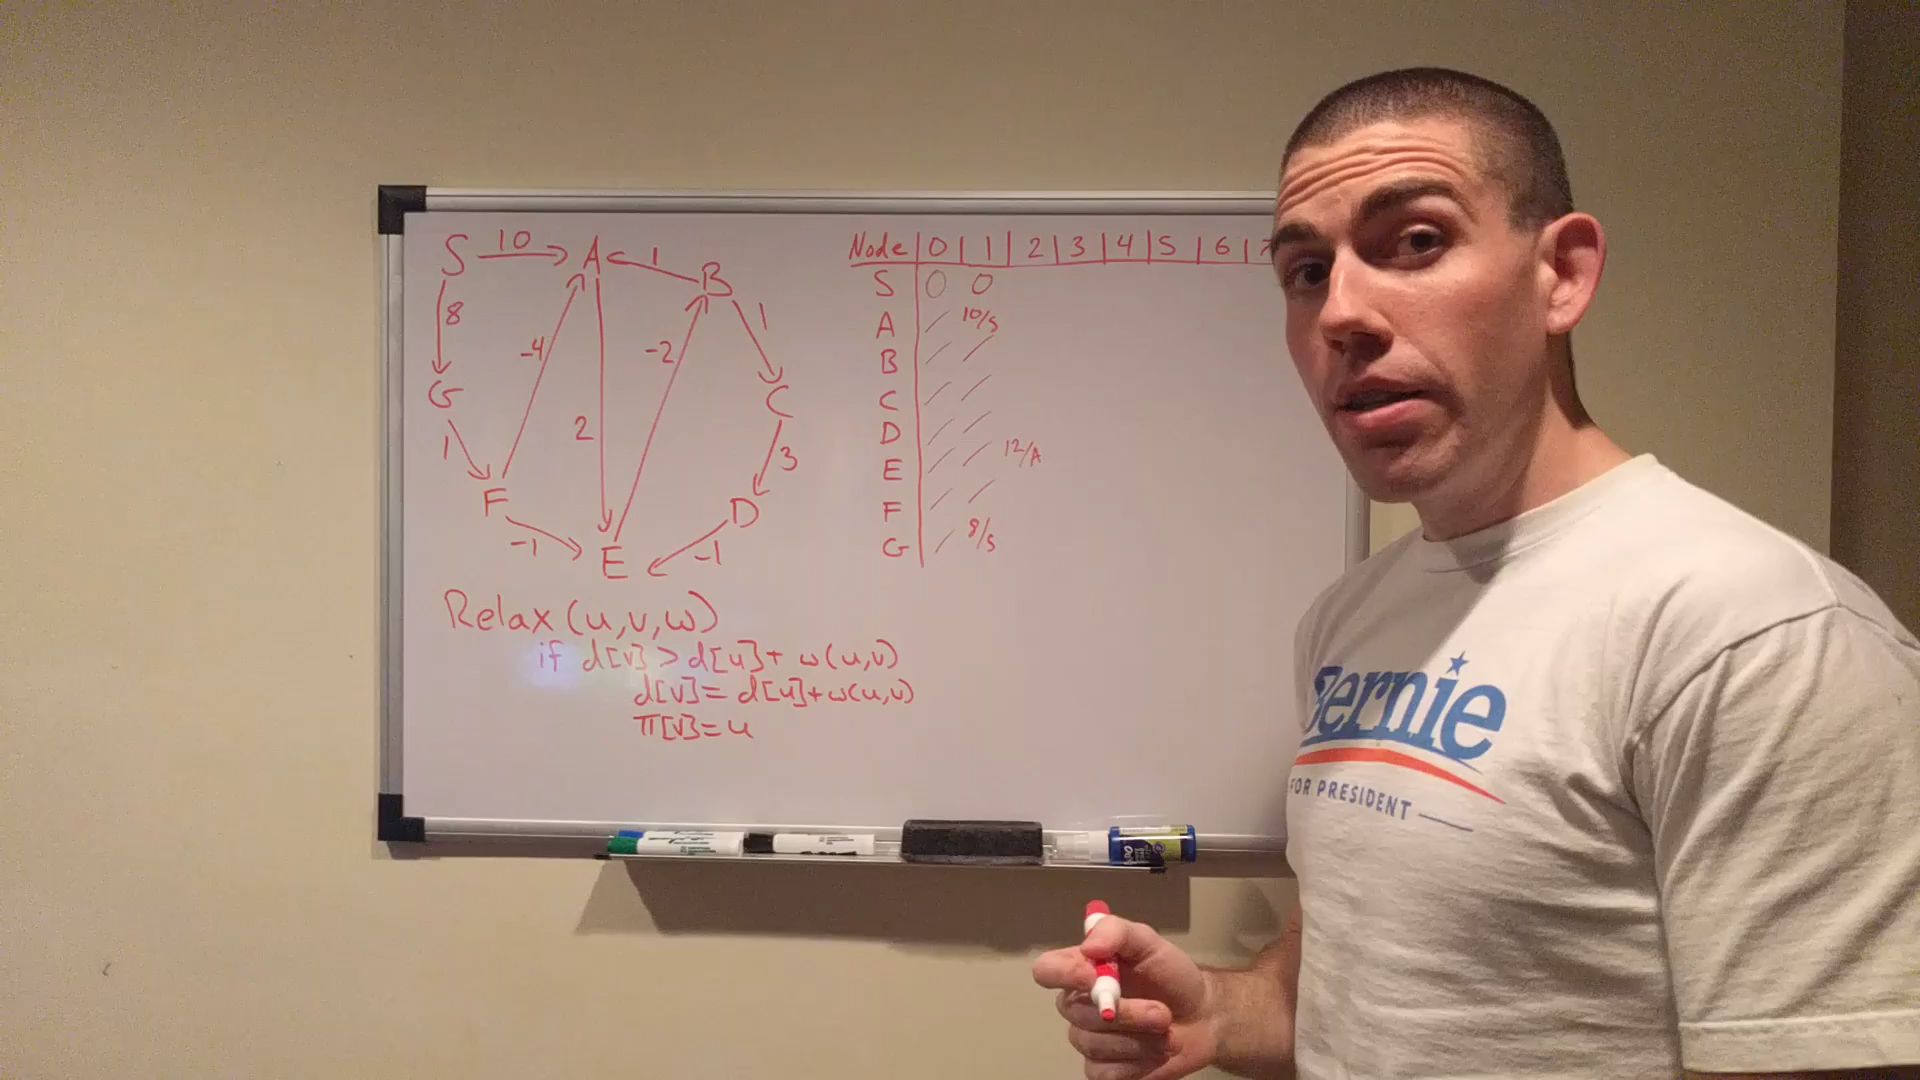 S 10 A 1 B
8 -4 2 -2 1
G C
1 3
F D
-1 E -1
Relax (u,v,w)
if d[v] > d[u] + w(u,v)
d[v] = d[u] + w(u,v)
π[v] = u
Node 0 1 2 3 4 5 6 7
S 0 0
A / 10/S
B / /
C / /
D / /
E / / 12/A
F / /
G / 8/S
Bernie
FOR PRESIDENT